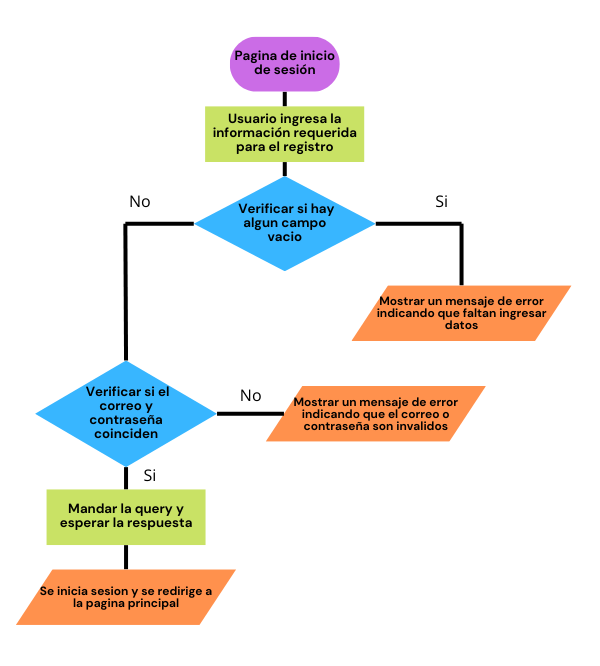 Pagina de inicio
de sesión
Usuario ingresa la
información requerida
para el registro
No
Si
Verificar si hay
algun campo
vacio
Mostrar un mensaje de error
indicando que faltan ingresar
datos
Verificar si el
correo y
contraseña
coinciden
No
Mostrar un mensaje de error
indicando que el correo o
contraseña son invalidos
Si
Mandar la query y
esperar la respuesta
Se inicia sesion y se redirige a
la pagina principal